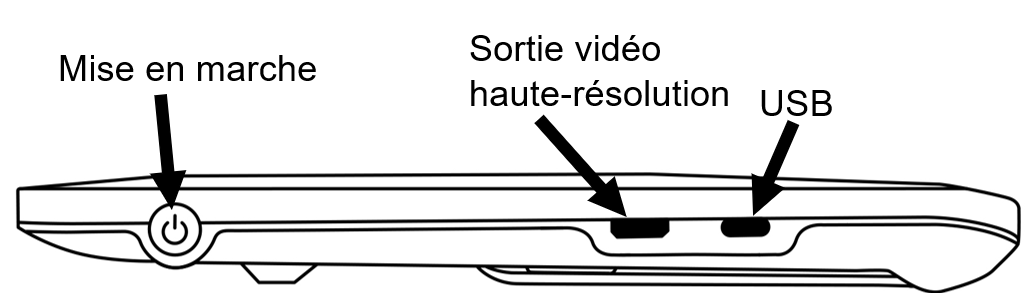 Mise en marche
Sortie vidéo
haute-résolution
USB